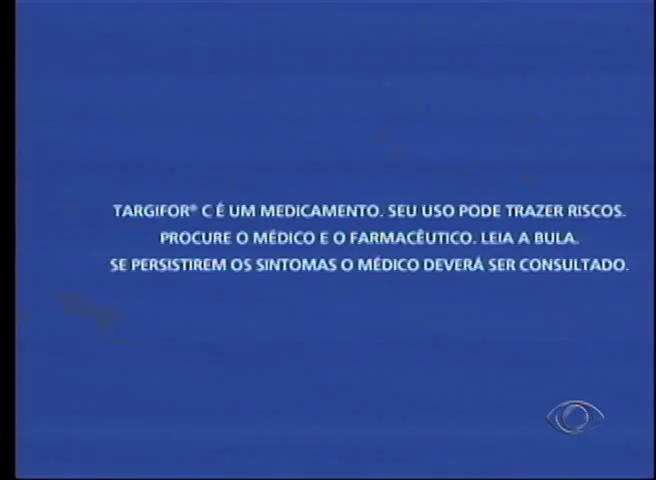 TARGIFOR® C É UM MEDICAMENTO. SEU USO PODE TRAZER RISCOS.
PROCURE O MÉDICO E O FARMACÊUTICO. LEIA A BULA.
SE PERSISTIREM OS SINTOMAS O MÉDICO DEVERÁ SER CONSULTADO.